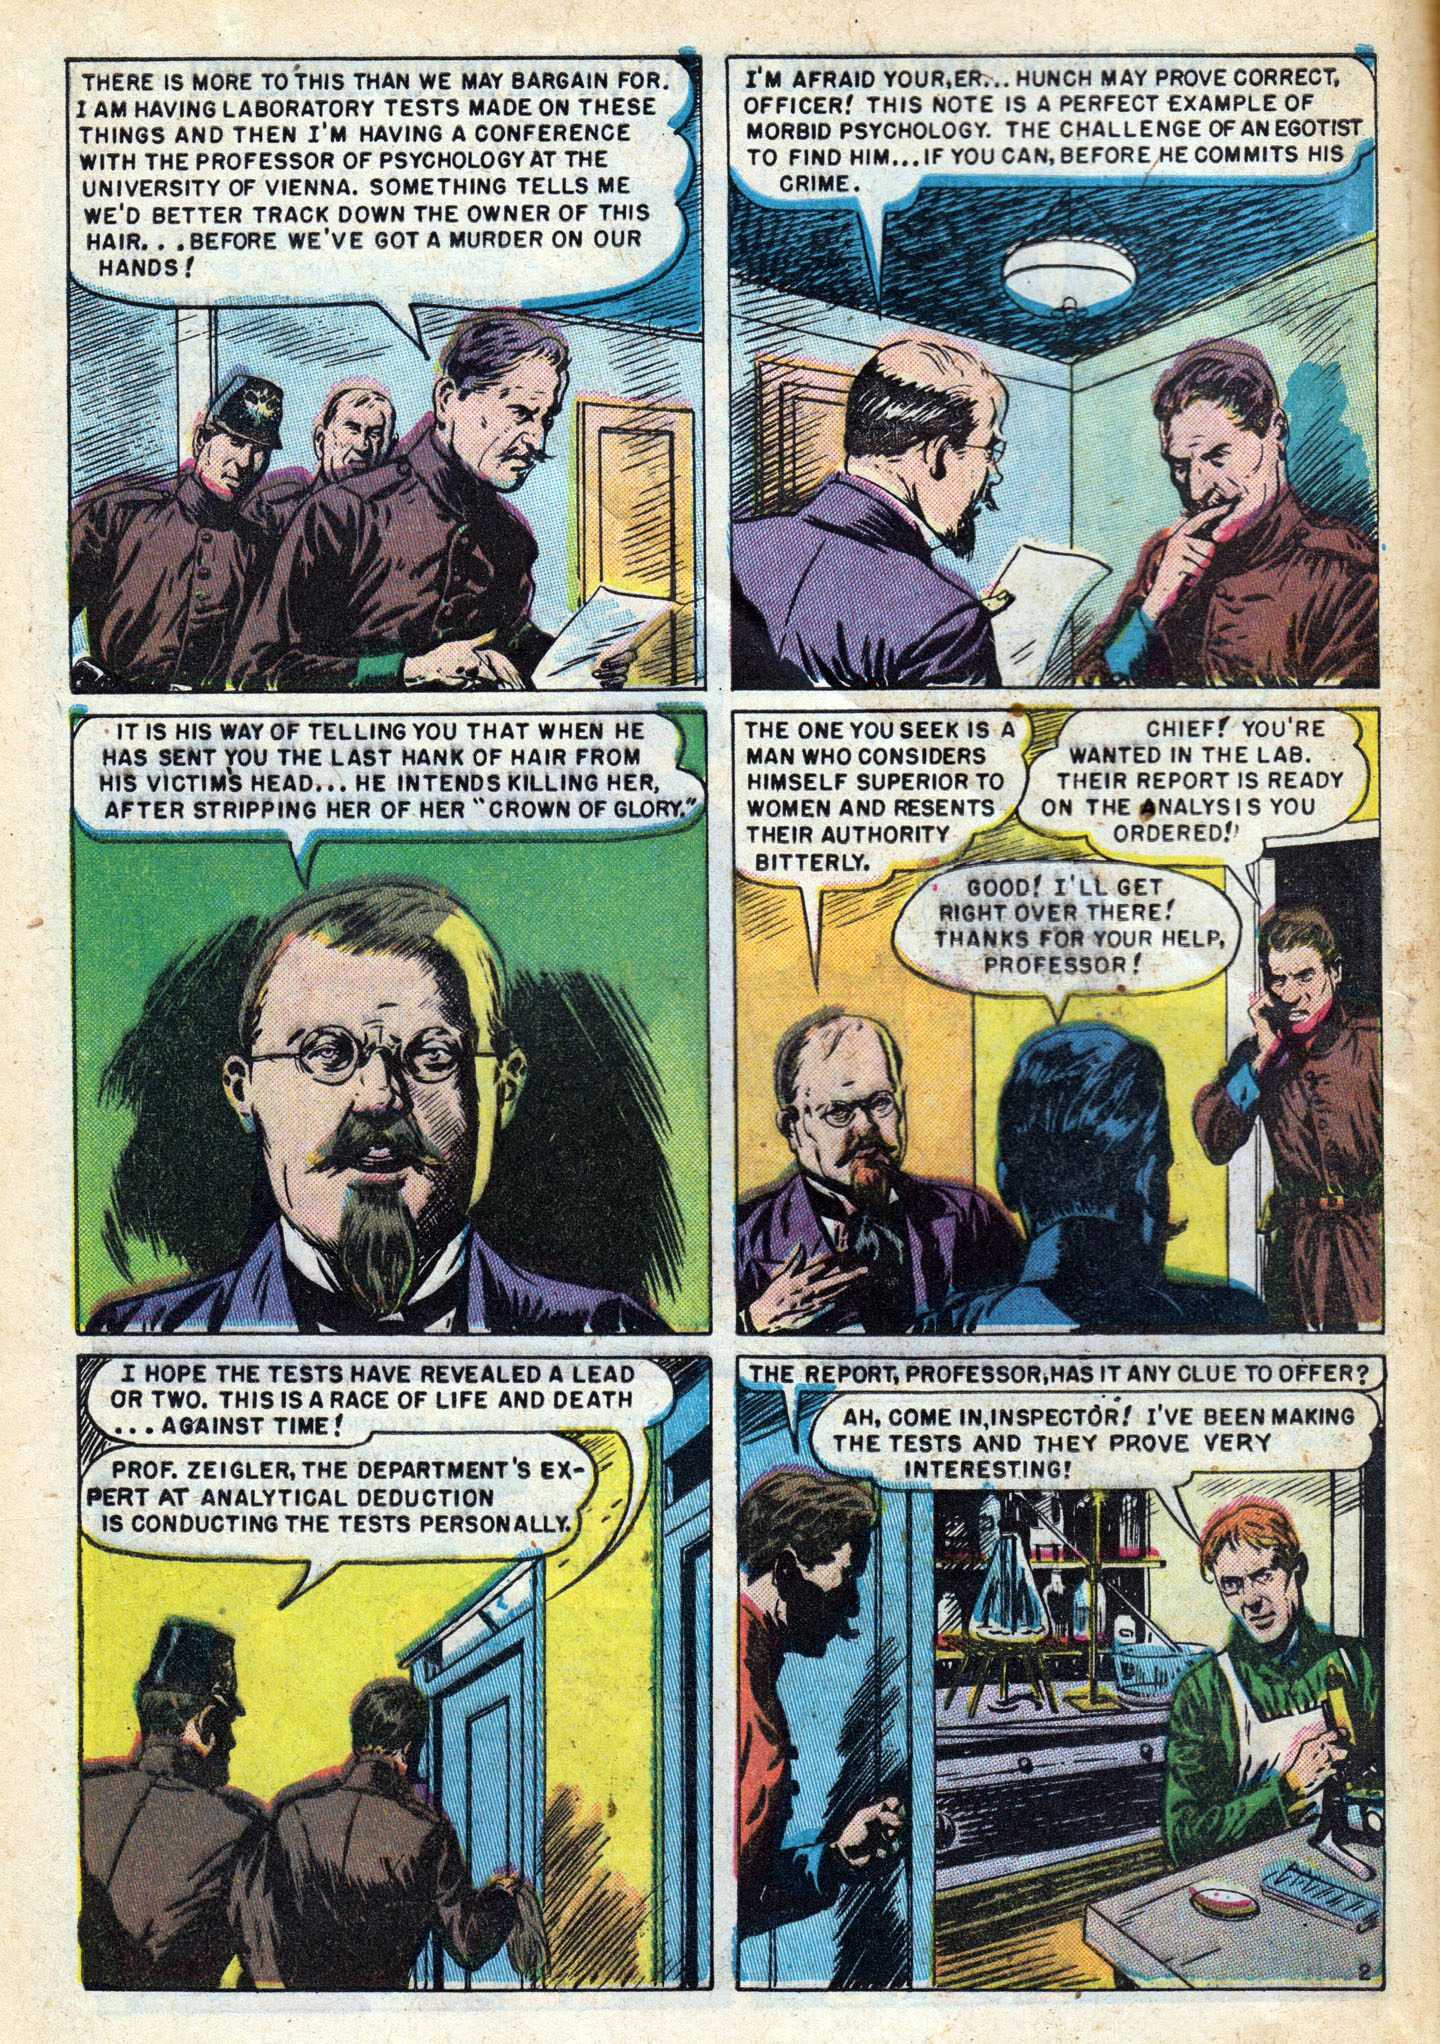 THERE IS MORE TO THIS THAN WE MAY BARGAIN FOR.
I AM HAVING LABORATORY TESTS MADE ON THESE
THINGS AND THEN I'M HAVING A CONFERENCE
WITH THE PROFESSOR OF PSYCHOLOGY AT THE
UNIVERSITY OF VIENNA. SOMETHING TELLS ME
WE'D BETTER TRACK DOWN THE OWNER OF THIS
HAIR... BEFORE WE'VE GOT A MURDER ON OUR
HANDS!
I'M AFRAID YOUR,ER... HUNCH MAY PROVE CORRECT,
OFFICER! THIS NOTE IS A PERFECT EXAMPLE OF
MORBID PSYCHOLOGY. THE CHALLENGE OF AN EGOTIST
TO FIND HIM...IF YOU CAN, BEFORE HE COMMITS HIS
CRIME.
IT IS HIS WAY OF TELLING YOU THAT WHEN HE
HAS SENT YOU THE LAST HANK OF HAIR FROM
HIS VICTIM'S HEAD... HE INTENDS KILLING HER,
AFTER STRIPPING HER OF HER "CROWN OF GLORY."
THE ONE YOU SEEK IS A
MAN WHO CONSIDERS
HIMSELF SUPERIOR TO
WOMEN AND RESENTS
THEIR AUTHORITY
BITTERLY.
CHIEF! YOU'RE
WANTED IN THE LAB.
THEIR REPORT IS READY
ON THE ANALYSIS YOU
ORDERED!
GOOD! I'LL GET
RIGHT OVER THERE!
THANKS FOR YOUR HELP,
PROFESSOR!
I HOPE THE TESTS HAVE REVEALED A LEAD
OR TWO. THIS IS A RACE OF LIFE AND DEATH
...AGAINST TIME!
PROF. ZEIGLER, THE DEPARTMENT'S EX-
PERT AT ANALYTICAL DEDUCTION
IS CONDUCTING THE TESTS PERSONALLY.
THE REPORT, PROFESSOR, HAS IT ANY CLUE TO OFFER?
AH, COME IN, INSPECTOR! I'VE BEEN MAKING
THE TESTS AND THEY PROVE VERY
INTERESTING!
2